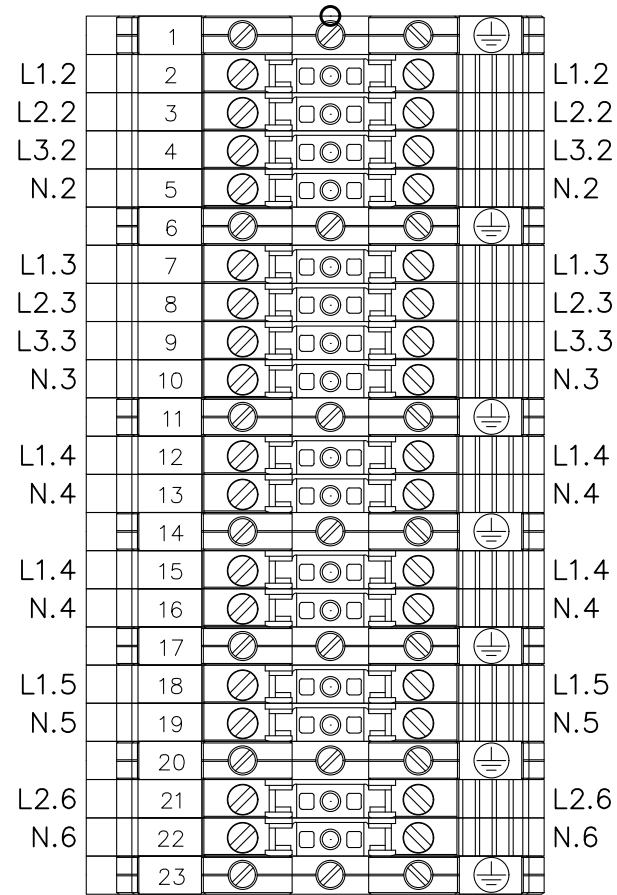 1
L1.2 2 L1.2
L2.2 3 L2.2
L3.2 4 L3.2
N.2 5 N.2
6
L1.3 7 L1.3
L2.3 8 L2.3
L3.3 9 L3.3
N.3 10 N.3
11
L1.4 12 L1.4
N.4 13 N.4
14
L1.4 15 L1.4
N.4 16 N.4
17
L1.5 18 L1.5
N.5 19 N.5
20
L2.6 21 L2.6
N.6 22 N.6
23